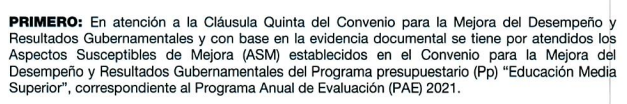 PRIMERO: En atención a la Cláusula Quinta del Convenio para la Mejora del Desempeño y
Resultados Gubernamentales y con base en la evidencia documental se tiene por atendidos los
Aspectos Susceptibles de Mejora (ASM) establecidos en el Convenio para la Mejora del
Desempeño y Resultados Gubernamentales del Programa presupuestario (Pp) “Educación Media
Superior”, correspondiente al Programa Anual de Evaluación (PAE) 2021.